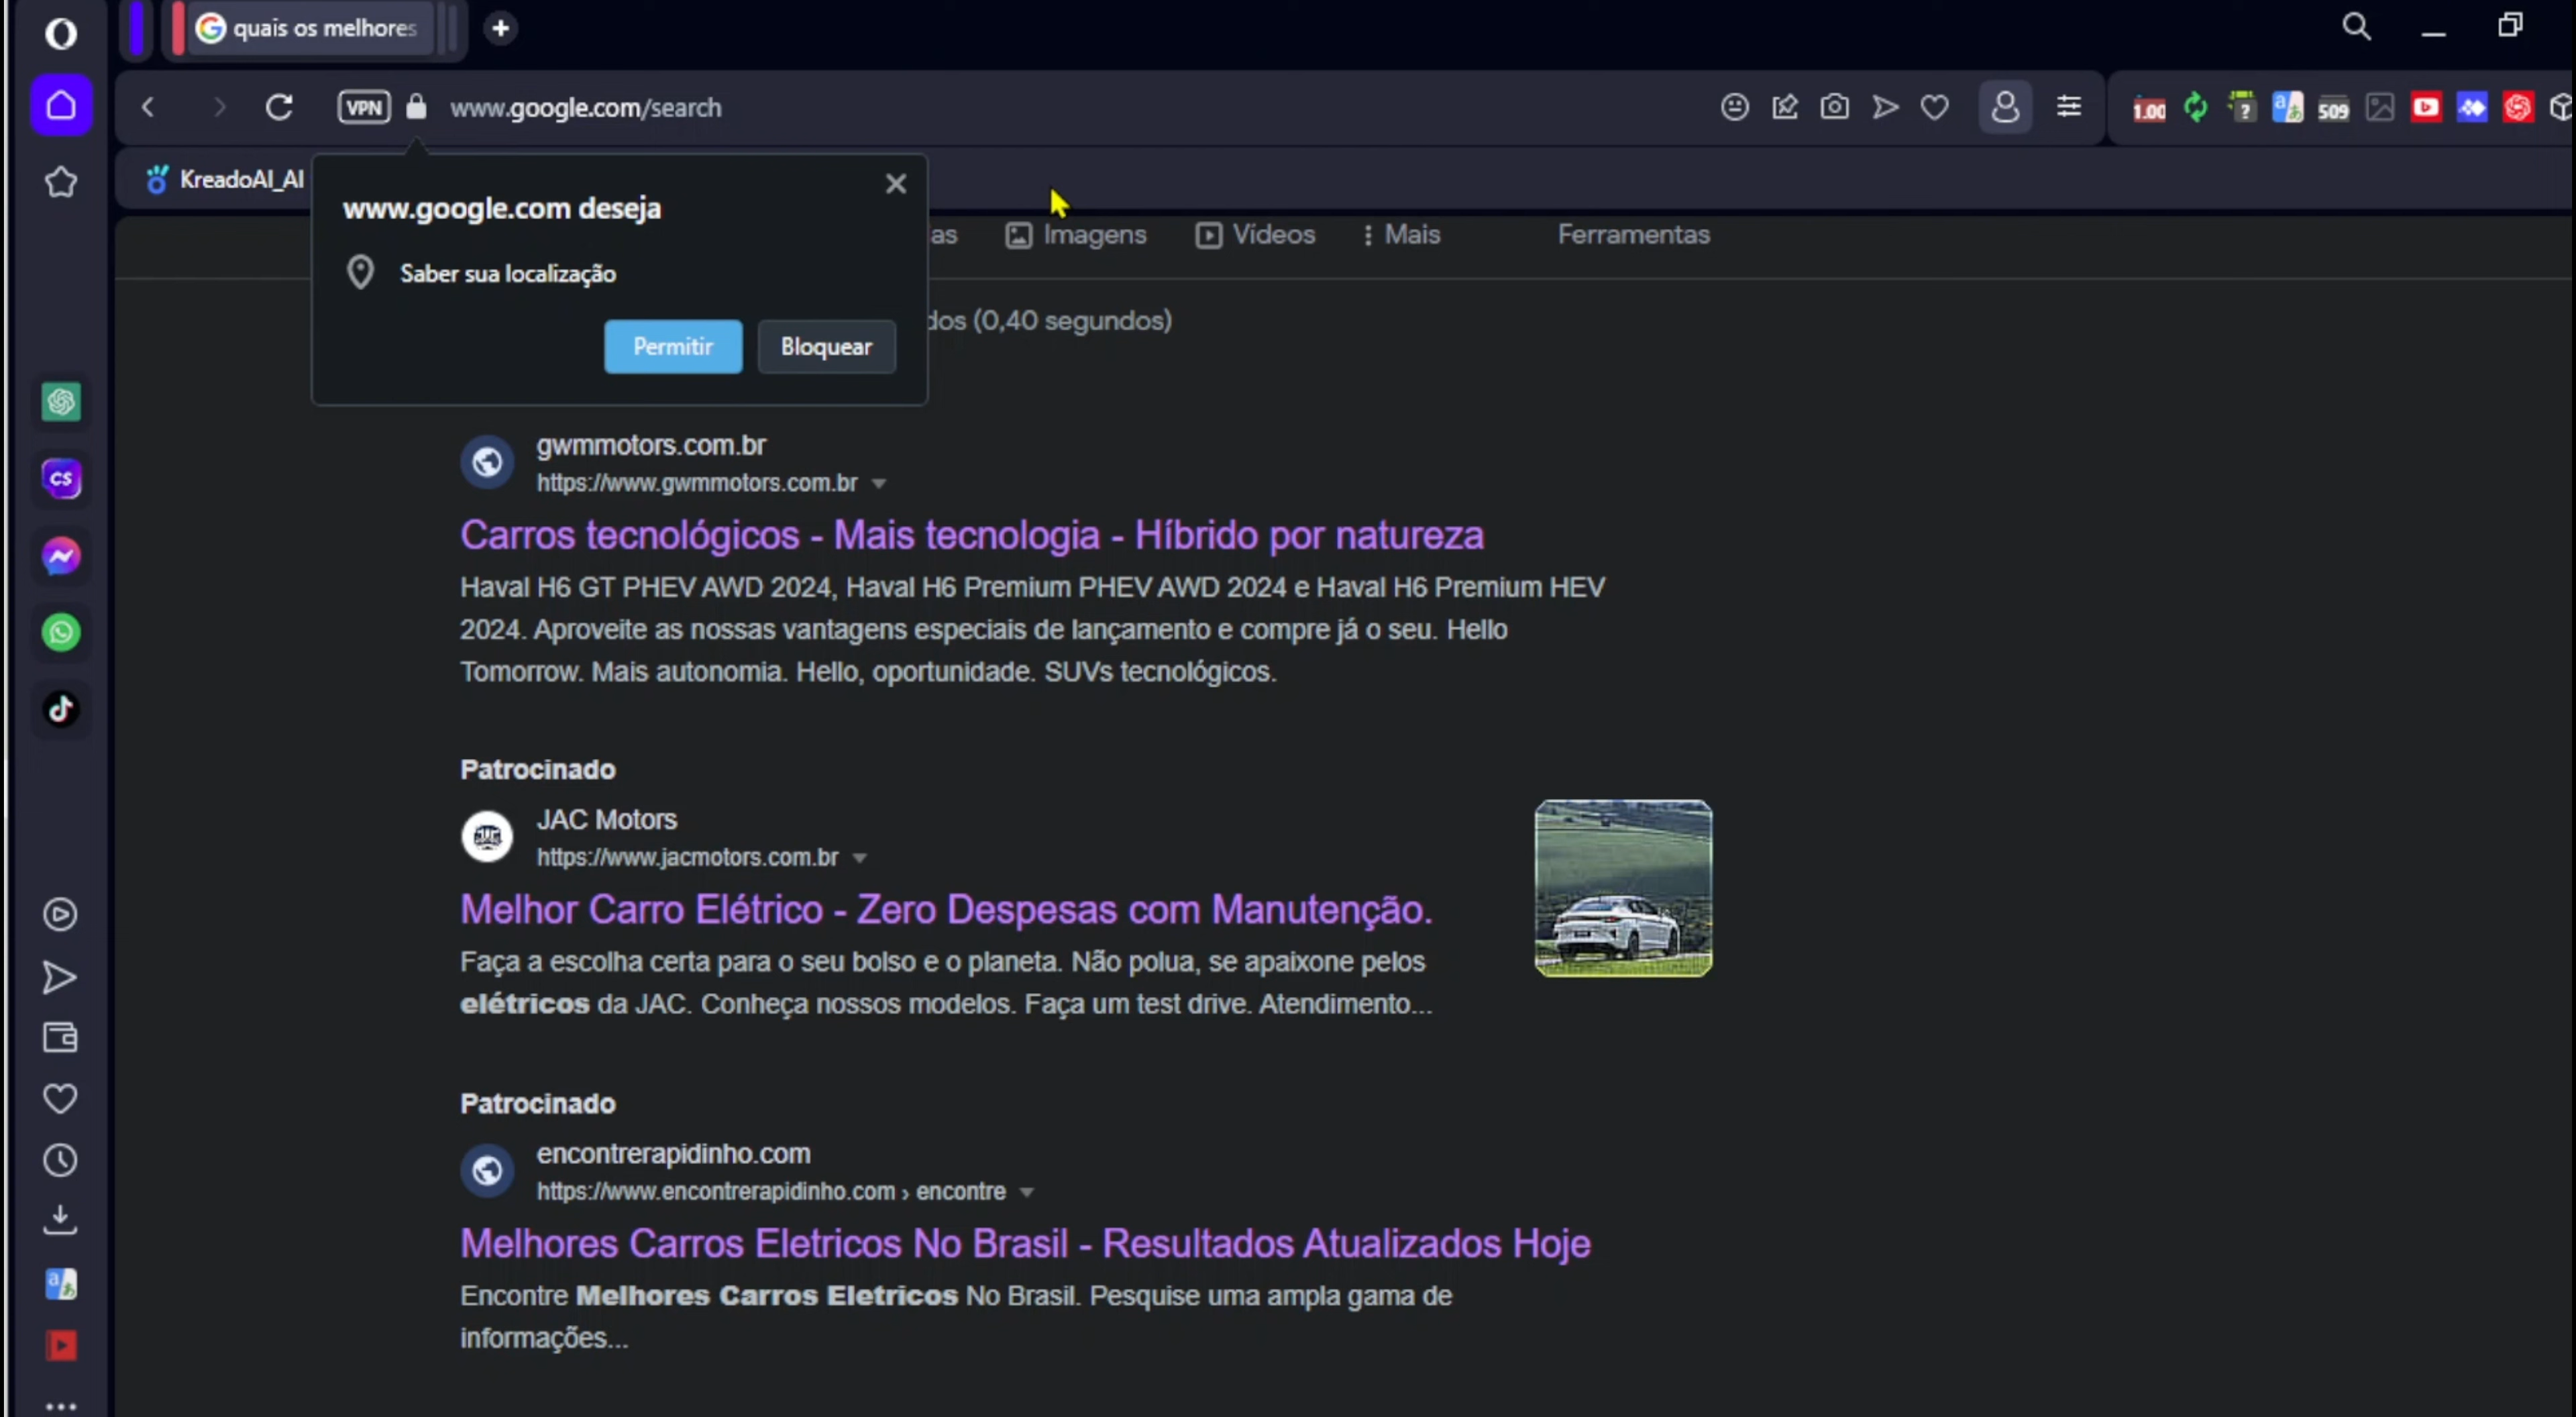 quais os melhores
VPN
www.google.com/search
1.00
?
509
KreadoAI_AI
www.google.com deseja
Saber sua localização
Permitir
Bloquear
as
Imagens
Vídeos
Mais
Ferramentas
dos (0,40 segundos)
CS
gwmmotors.com.br
https://www.gwmmotors.com.br
Carros tecnológicos - Mais tecnologia - Híbrido por natureza
Haval H6 GT PHEV AWD 2024, Haval H6 Premium PHEV AWD 2024 e Haval H6 Premium HEV
2024. Aproveite as nossas vantagens especiais de lançamento e compre já o seu. Hello
Tomorrow. Mais autonomia. Hello, oportunidade. SUVs tecnológicos.
Patrocinado
JAC Motors
https://www.jacmotors.com.br
Melhor Carro Elétrico - Zero Despesas com Manutenção.
Faça a escolha certa para o seu bolso e o planeta. Não polua, se apaixone pelos
elétricos da JAC. Conheça nossos modelos. Faça um test drive. Atendimento...
Patrocinado
encontrerapidinho.com
https://www.encontrerapidinho.com › encontre
Melhores Carros Eletricos No Brasil - Resultados Atualizados Hoje
Encontre Melhores Carros Eletricos No Brasil. Pesquise uma ampla gama de
informações...